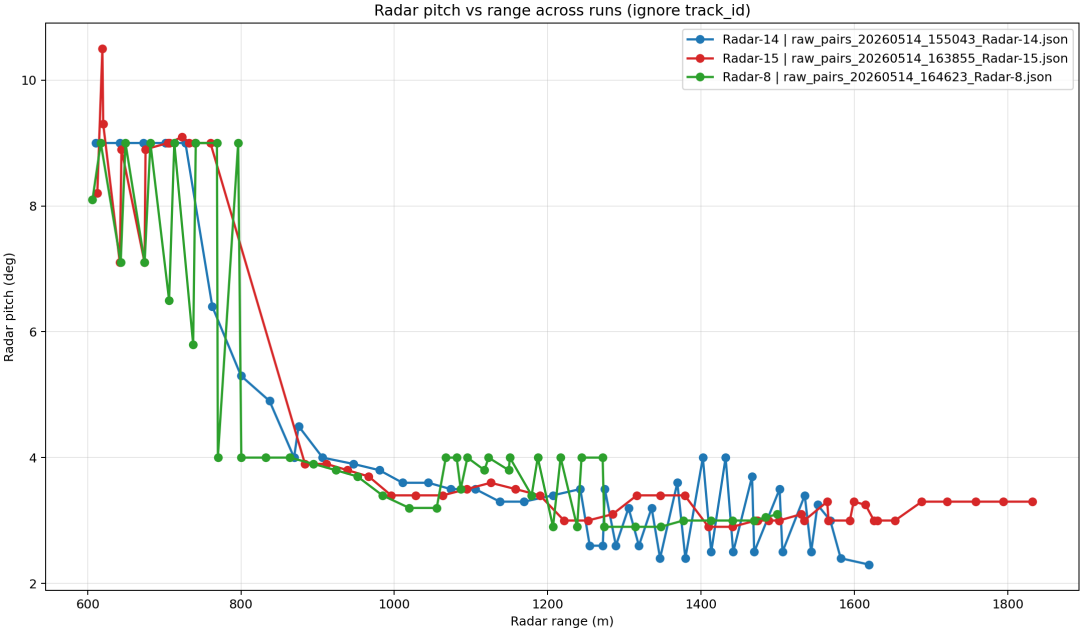 Radar pitch vs range across runs (ignore track_id)
Radar-14 | raw_pairs_20260514_155043_Radar-14.json
Radar-15 | raw_pairs_20260514_163855_Radar-15.json
Radar-8 | raw_pairs_20260514_164623_Radar-8.json
10
8
6
4
2
Radar pitch (deg)
600 800 1000 1200 1400 1600 1800
Radar range (m)